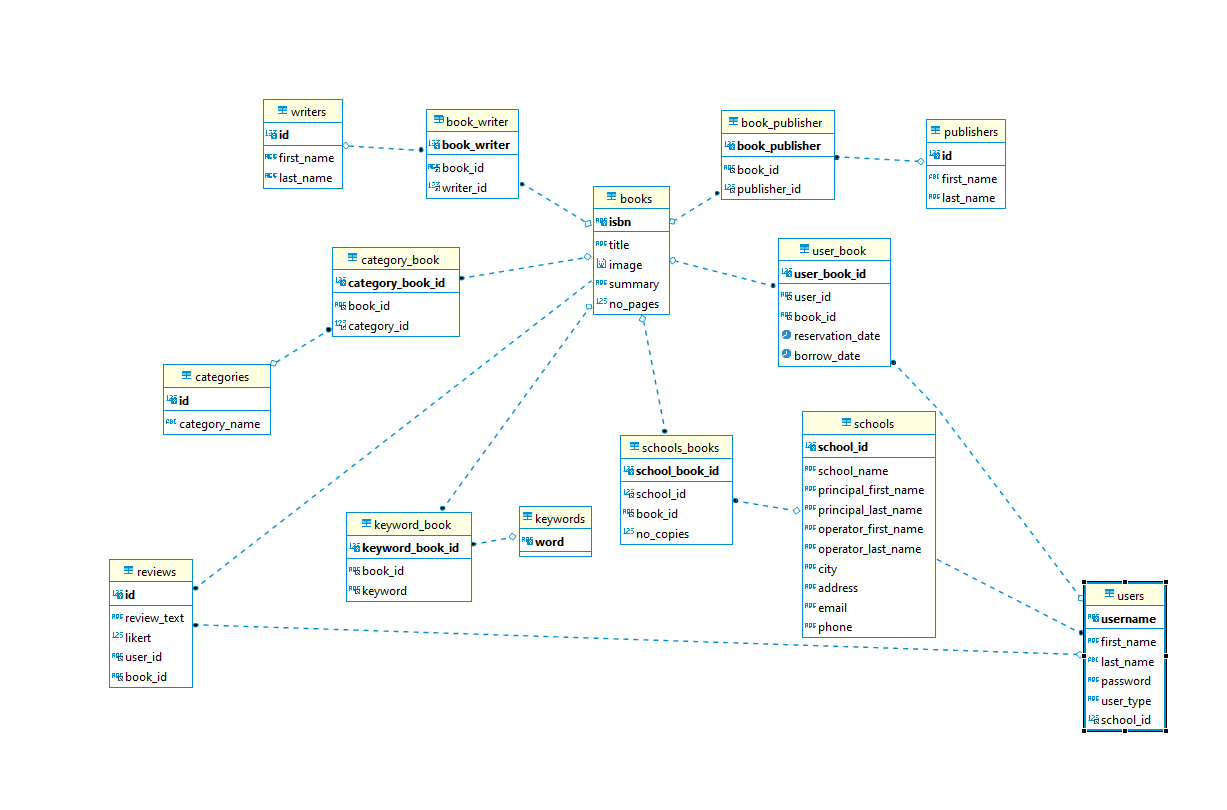 writers
id
first_name
last_name
book_writer
book_writer
book_id
writer_id
book_publisher
book_publisher
book_id
publisher_id
publishers
id
first_name
last_name
books
isbn
title
image
summary
no_pages
category_book
category_book_id
book_id
category_id
user_book
user_book_id
user_id
book_id
reservation_date
borrow_date
categories
id
category_name
schools_books
school_book_id
school_id
book_id
no_copies
schools
school_id
school_name
principal_first_name
principal_last_name
operator_first_name
operator_last_name
city
address
email
phone
keyword_book
keyword_book_id
book_id
keyword
keywords
word
reviews
id
review_text
likert
user_id
book_id
users
username
first_name
last_name
password
user_type
school_id